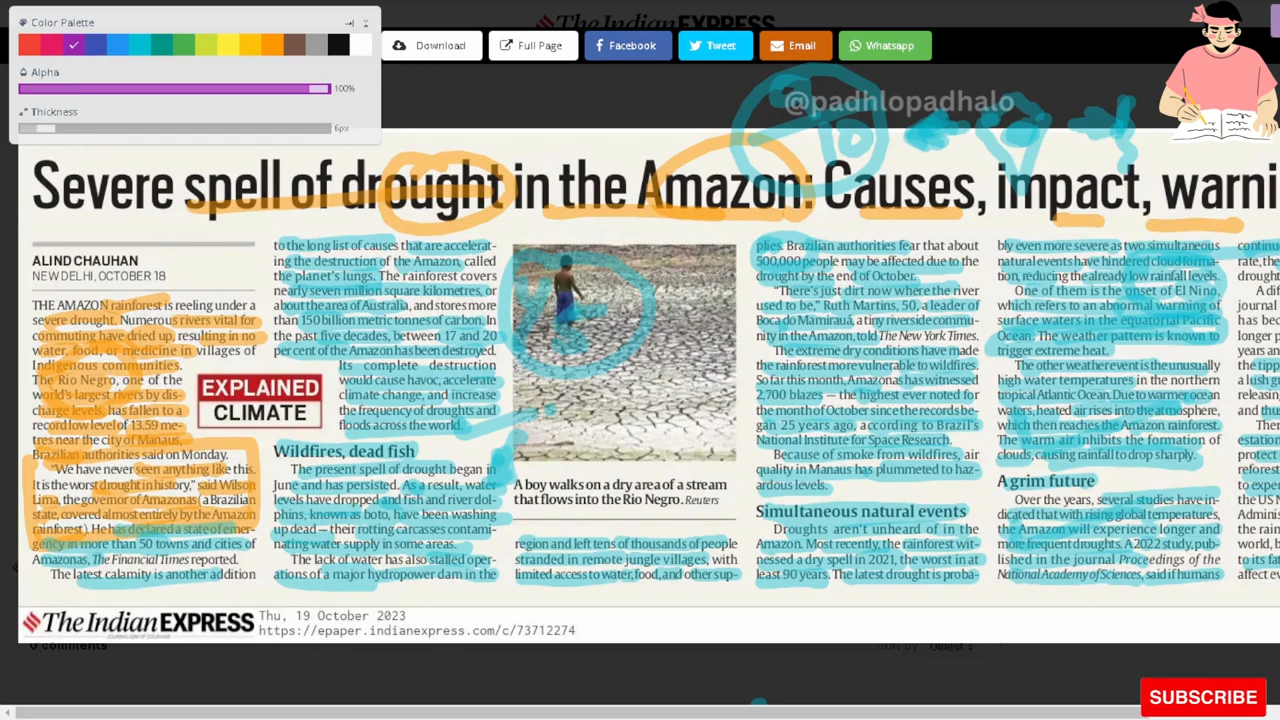 The Indian EXPRESS
Color Palette
Alpha
100%
Thickness
6px
Download
Full Page
Facebook
Tweet
Email
Whatsapp
@padhlopadhalo
Severe spell of drought in the Amazon: Causes, impact, warni
ALIND CHAUHAN
NEW DELHI, OCTOBER 18
THE AMAZON rainforest is reeling under a
severe drought. Numerous rivers vital for
commuting have dried up, resulting in no
water, food, or medicine in villages of
Indigenous communities.
The Rio Negro, one of the
world's largest rivers by dis-
charge levels, has fallen to a
record low level of 13.59 me-
tres near the city of Manaus,
Brazilian authorities said on Monday.
"We have never seen anything like this.
It is the worst drought in history," said Wilson
Lima, the governor of Amazonas (a Brazilian
state, covered almost entirely by the Amazon
rainforest). He has declared a state of emer-
gency in more than 50 towns and cities of
Amazonas, The Financial Times reported.
The latest calamity is another addition
EXPLAINED
CLIMATE
to the long list of causes that are accelerat-
ing the destruction of the Amazon, called
the planet's lungs. The rainforest covers
nearly seven million square kilometres, or
about the area of Australia, and stores more
than 150 billion metric tonnes of carbon. In
the past five decades, between 17 and 20
per cent of the Amazon has been destroyed.
Its complete destruction
would cause havoc, accelerate
climate change, and increase
the frequency of droughts and
floods across the world.
Wildfires, dead fish
The present spell of drought began in
June and has persisted. As a result, water
levels have dropped and fish and river dol-
phins, known as boto, have been washing
up dead — their rotting carcasses contami-
nating water supply in some areas.
The lack of water has also stalled oper-
ations of a major hydropower dam in the
A boy walks on a dry area of a stream
that flows into the Rio Negro. Reuters
region and left tens of thousands of people
stranded in remote jungle villages, with
limited access to water, food, and other sup-
plies. Brazilian authorities fear that about
500,000 people may be affected due to the
drought by the end of October.
"There's just dirt now where the river
used to be," Ruth Martins, 50, a leader of
Boca do Mamirauá, a tiny riverside commu-
nity in the Amazon, told The New York Times.
The extreme dry conditions have made
the rainforest more vulnerable to wildfires.
So far this month, Amazonas has witnessed
2,700 blazes — the highest ever noted for
the month of October since the records be-
gan 25 years ago, according to Brazil's
National Institute for Space Research.
Because of smoke from wildfires, air
quality in Manaus has plummeted to haz-
ardous levels.
Simultaneous natural events
Droughts aren't unheard of in the
Amazon. Most recently, the rainforest wit-
nessed a dry spell in 2021, the worst in at
least 90 years. The latest drought is proba-
bly even more severe as two simultaneous
natural events have hindered cloud forma-
tion, reducing the already low rainfall levels.
One of them is the onset of El Nino,
which refers to an abnormal warming of
surface waters in the equatorial Pacific
Ocean. The weather pattern is known to
trigger extreme heat.
The other weather event is the unusually
high water temperatures in the northern
tropical Atlantic Ocean. Due to warmer ocean
waters, heated air rises into the atmosphere,
which then reaches the Amazon rainforest.
The warm air inhibits the formation of
clouds, causing rainfall to drop sharply.
A grim future
Over the years, several studies have in-
dicated that with rising global temperatures,
the Amazon will experience longer and
more frequent droughts. A 2022 study, pub-
lished in the journal Proceedings of the
National Academy of Sciences, said if humans
The Indian EXPRESS
Thu, 19 October 2023
https://epaper.indianexpress.com/c/73712274
0 comments
Oldest
SUBSCRIBE